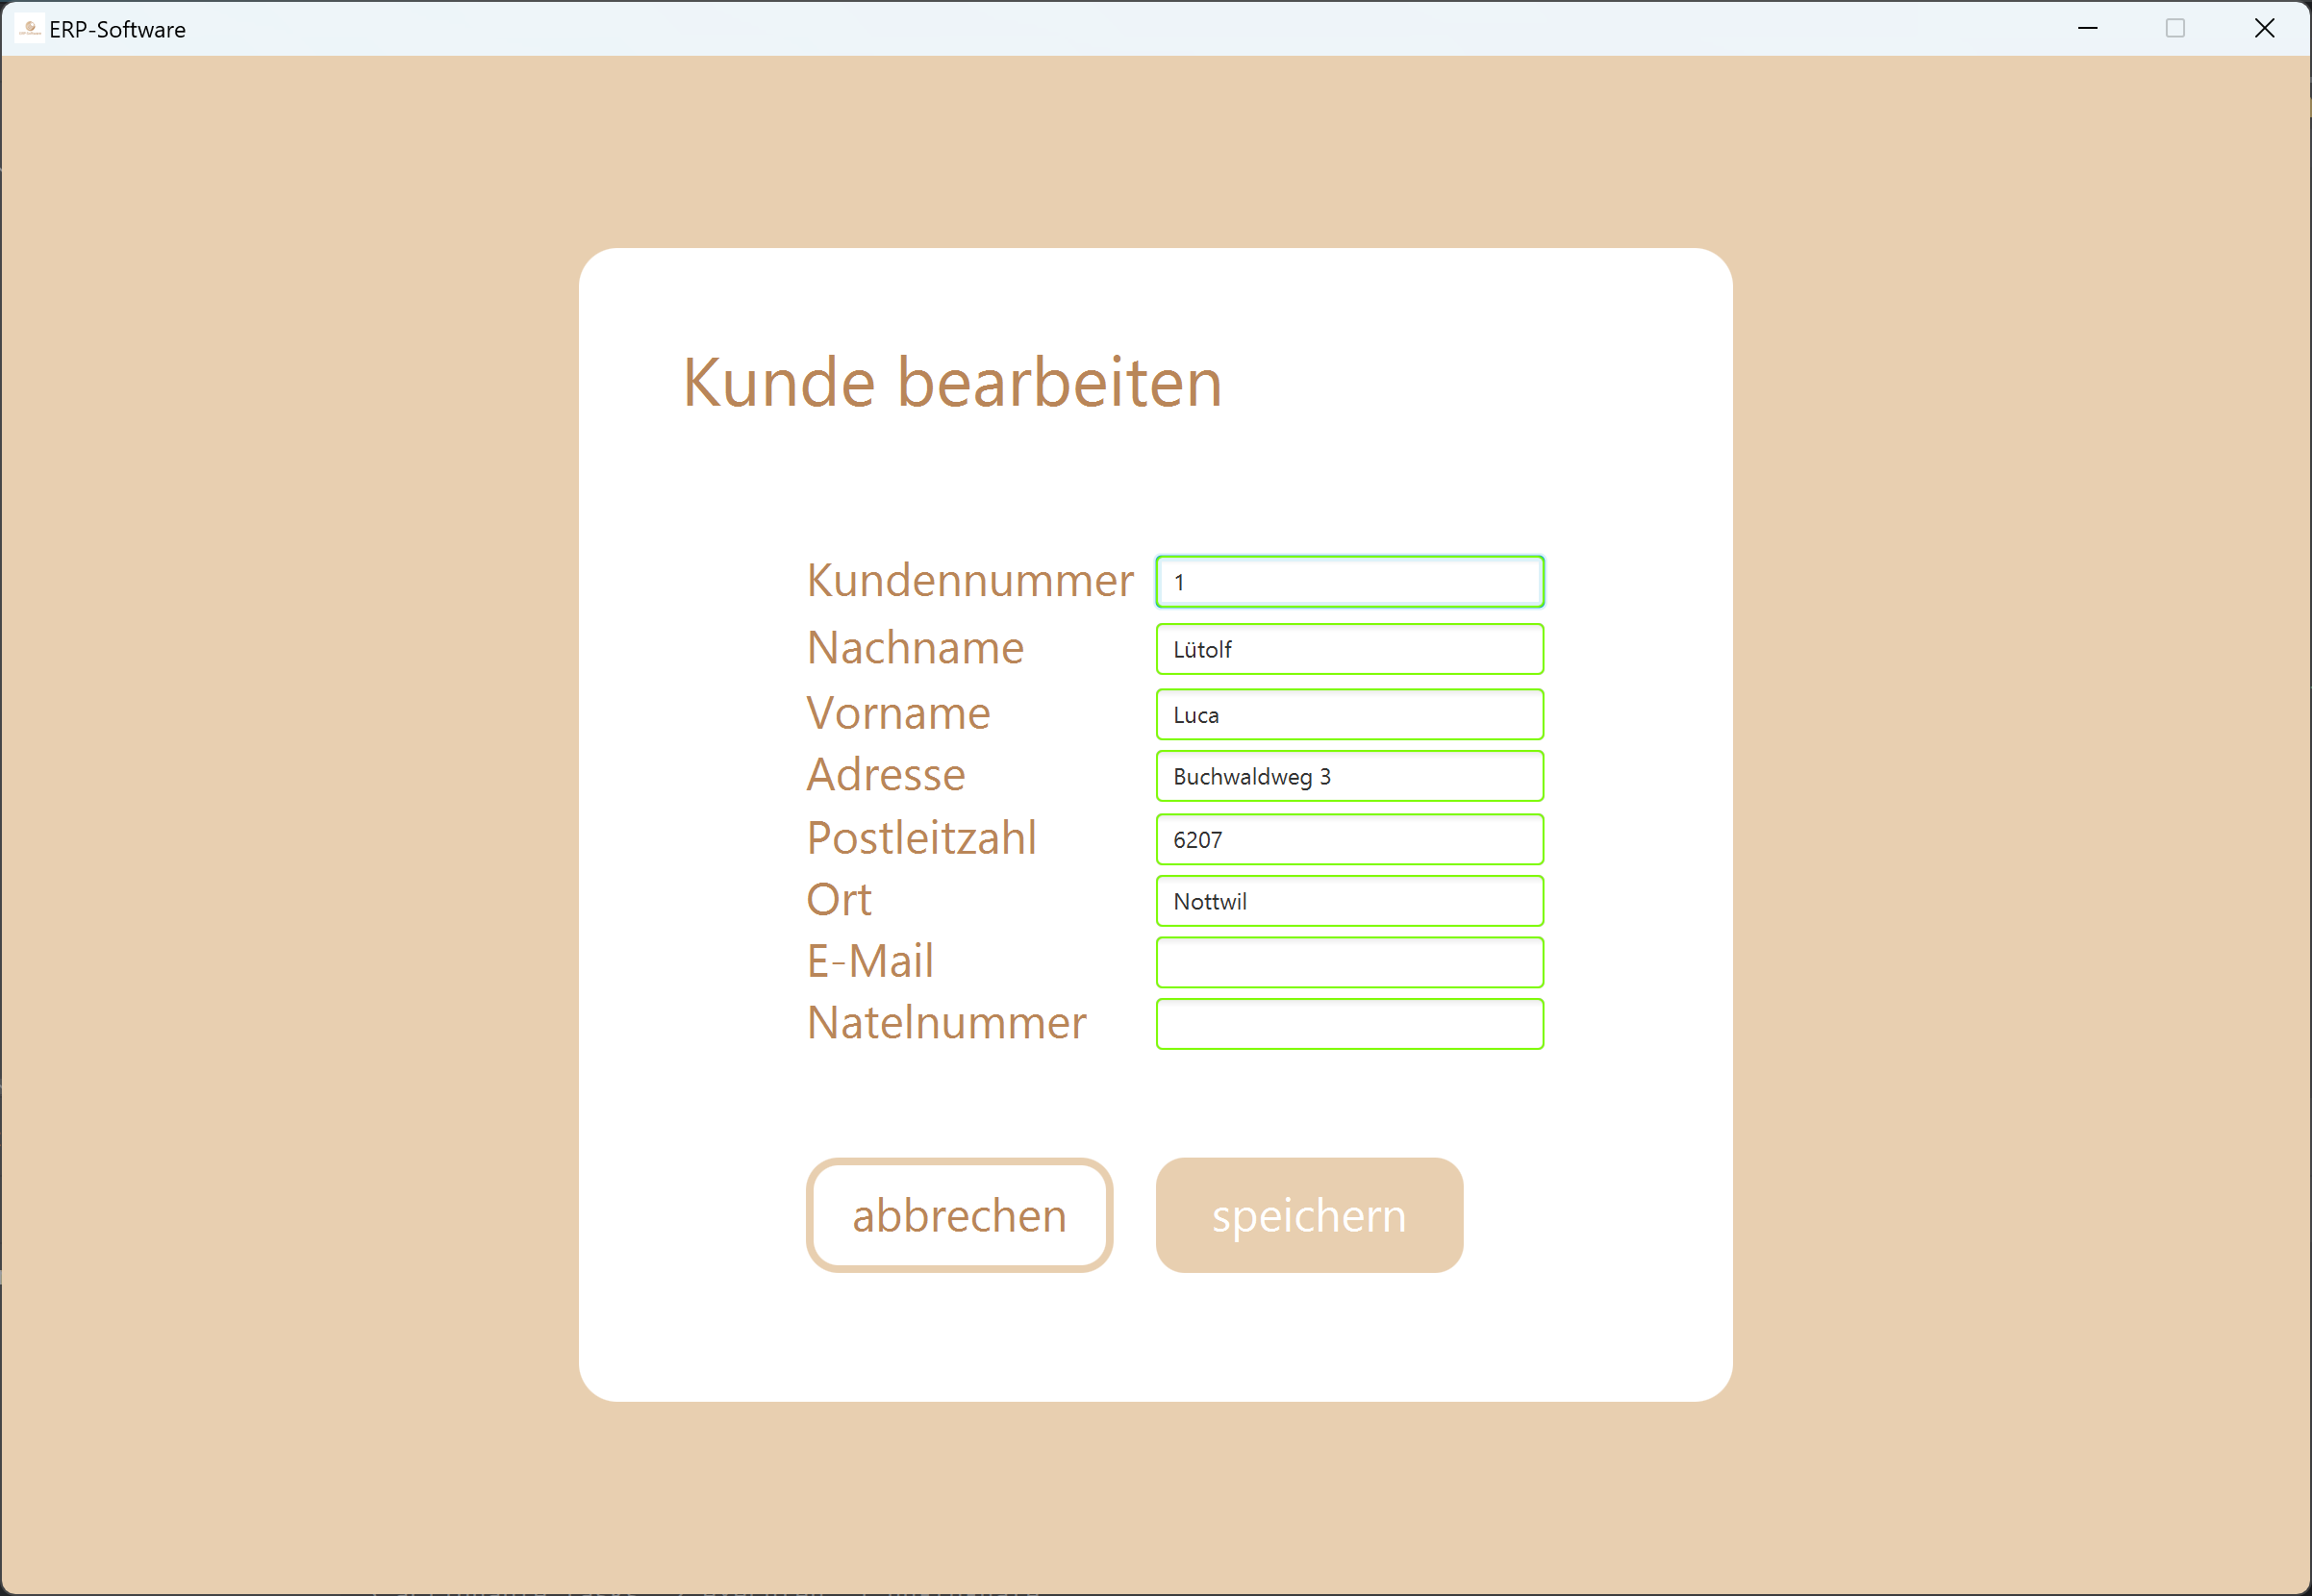 ERP-Software
Kunde bearbeiten
Kundennummer 1
Nachname Lütolf
Vorname Luca
Adresse Buchwaldweg 3
Postleitzahl 6207
Ort Nottwil
E-Mail
Natelnummer
abbrechen speichern